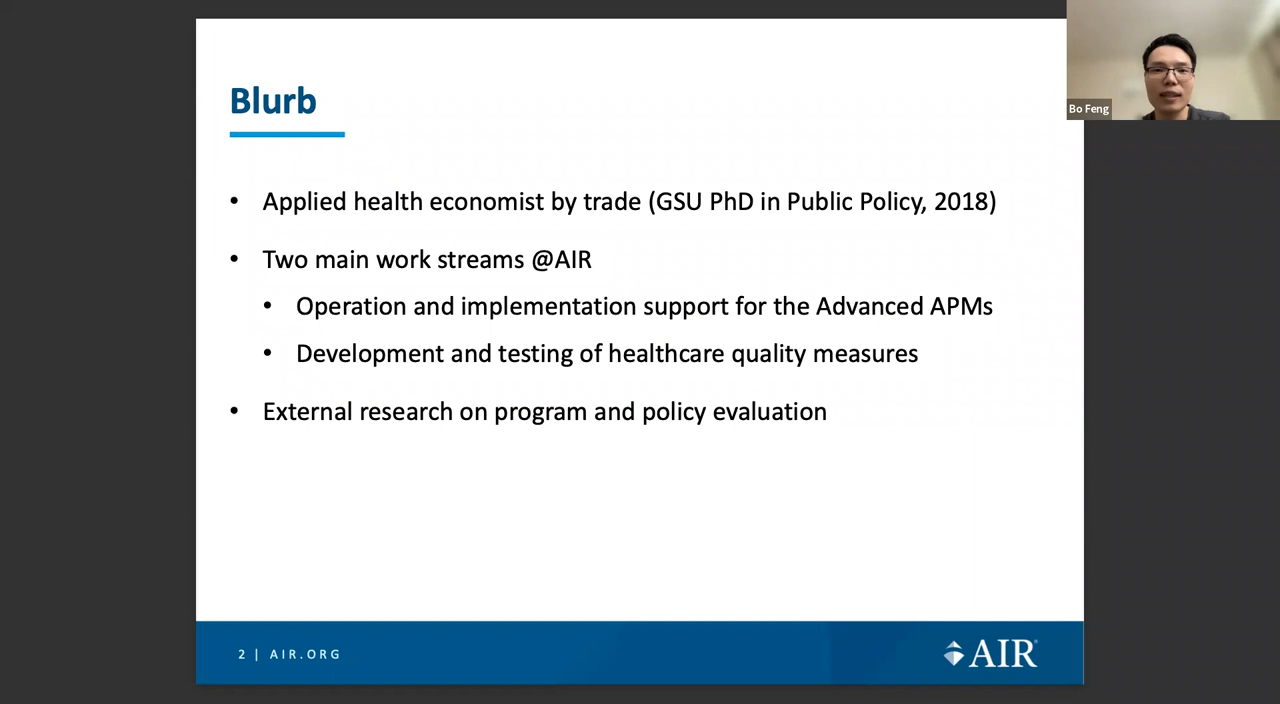 Blurb
• Applied health economist by trade (GSU PhD in Public Policy, 2018)
• Two main work streams @AIR
• Operation and implementation support for the Advanced APMs
• Development and testing of healthcare quality measures
• External research on program and policy evaluation
2 | AIR.ORG
AIR®
Bo Feng